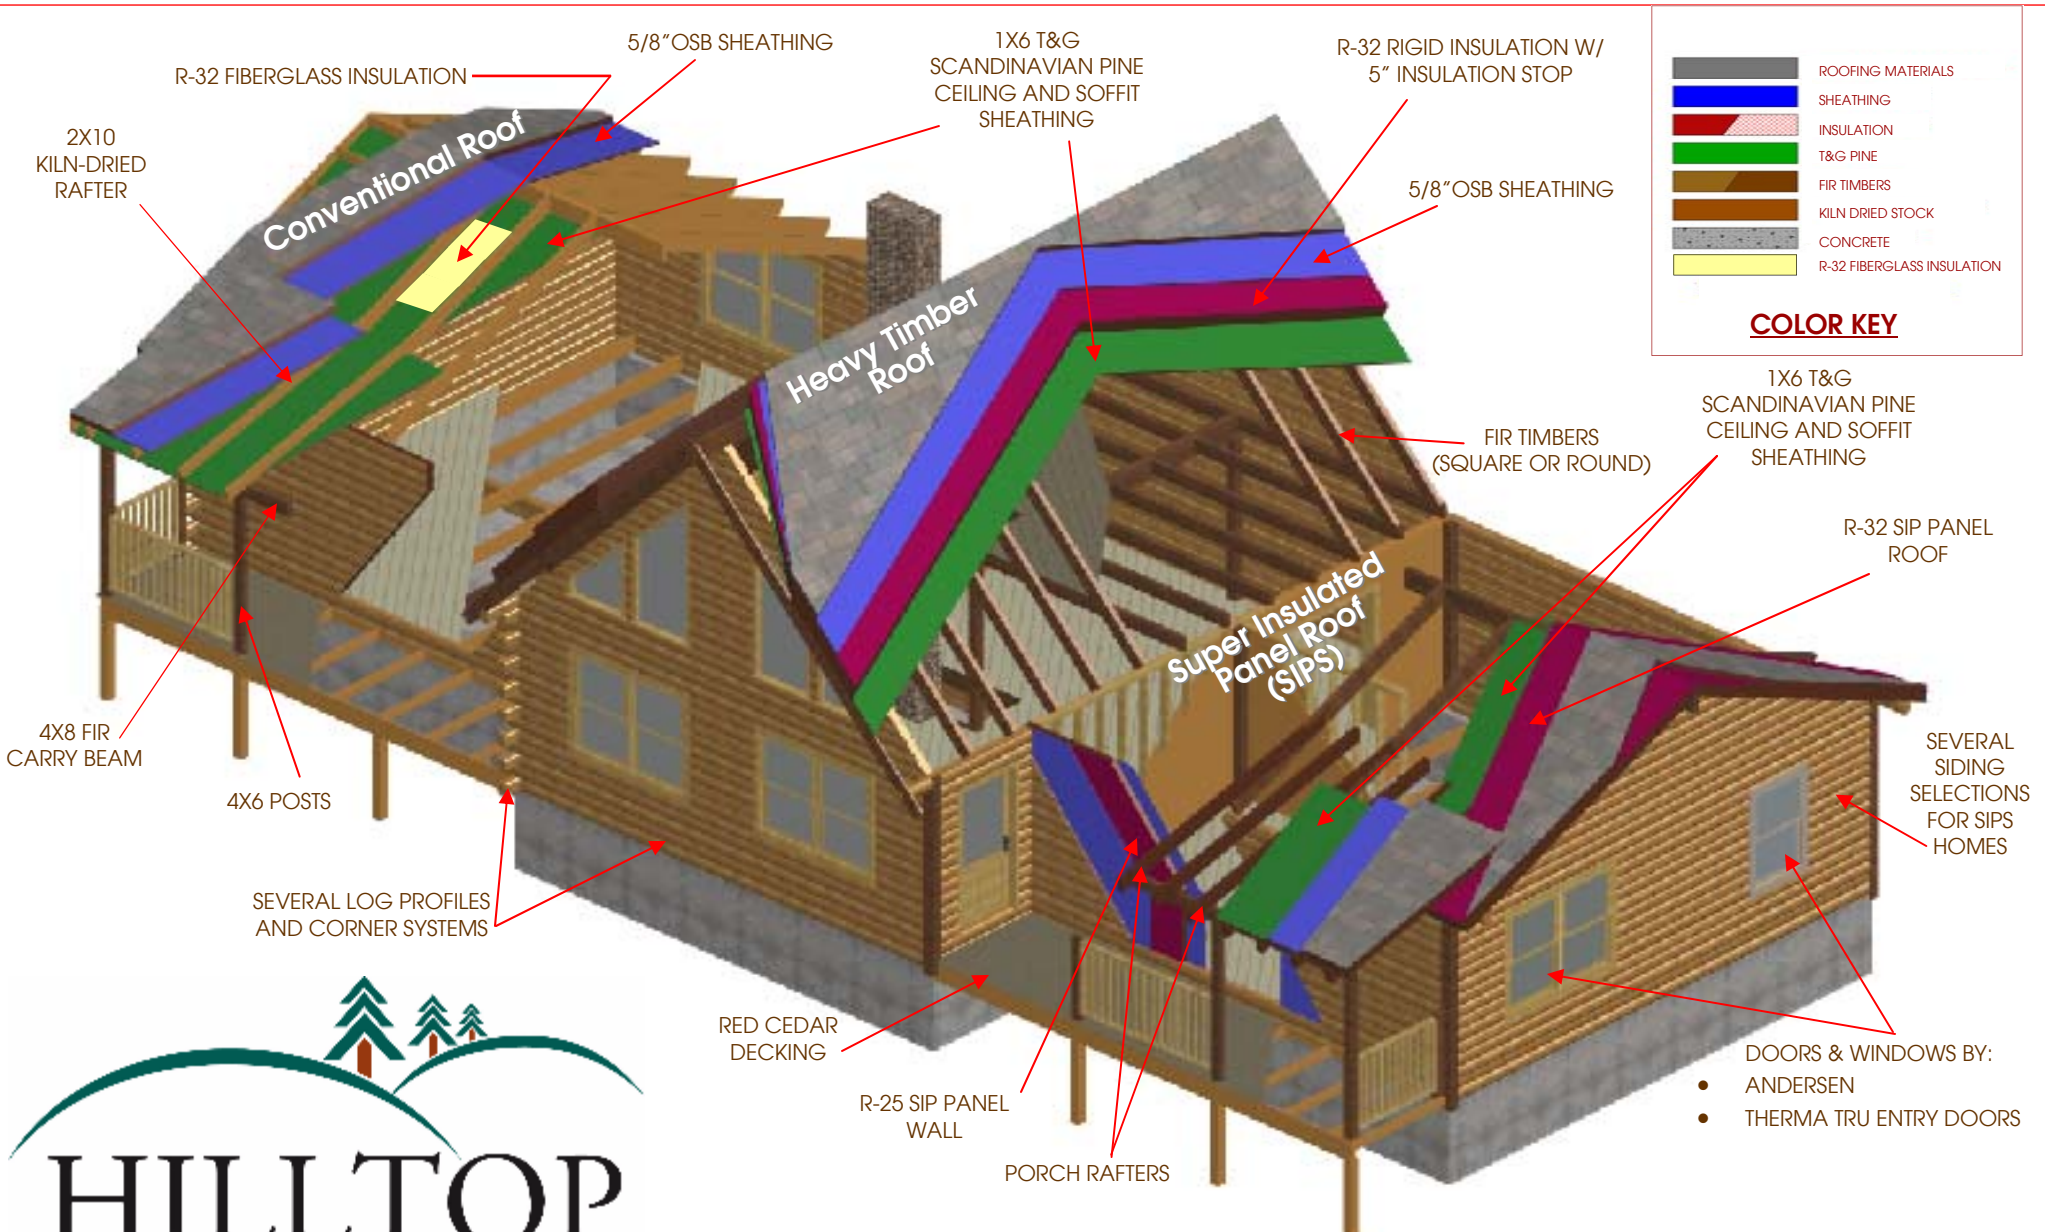 5/8"OSB SHEATHING
R-32 FIBERGLASS INSULATION
2X10
KILN-DRIED
RAFTER
1X6 T&G
SCANDINAVIAN PINE
CEILING AND SOFFIT
SHEATHING
R-32 RIGID INSULATION W/
5" INSULATION STOP
5/8"OSB SHEATHING
ROOFING MATERIALS
SHEATHING
INSULATION
T&G PINE
FIR TIMBERS
KILN DRIED STOCK
CONCRETE
R-32 FIBERGLASS INSULATION
COLOR KEY
Conventional Roof
Heavy Timber
Roof
Super Insulated
Panel Roof
(SIPS)
1X6 T&G
SCANDINAVIAN PINE
CEILING AND SOFFIT
SHEATHING
FIR TIMBERS
(SQUARE OR ROUND)
R-32 SIP PANEL
ROOF
4X8 FIR
CARRY BEAM
4X6 POSTS
SEVERAL
SIDING
SELECTIONS
FOR SIPS
HOMES
SEVERAL LOG PROFILES
AND CORNER SYSTEMS
RED CEDAR
DECKING
R-25 SIP PANEL
WALL
PORCH RAFTERS
DOORS & WINDOWS BY:
• ANDERSEN
• THERMA TRU ENTRY DOORS
HILLTOP